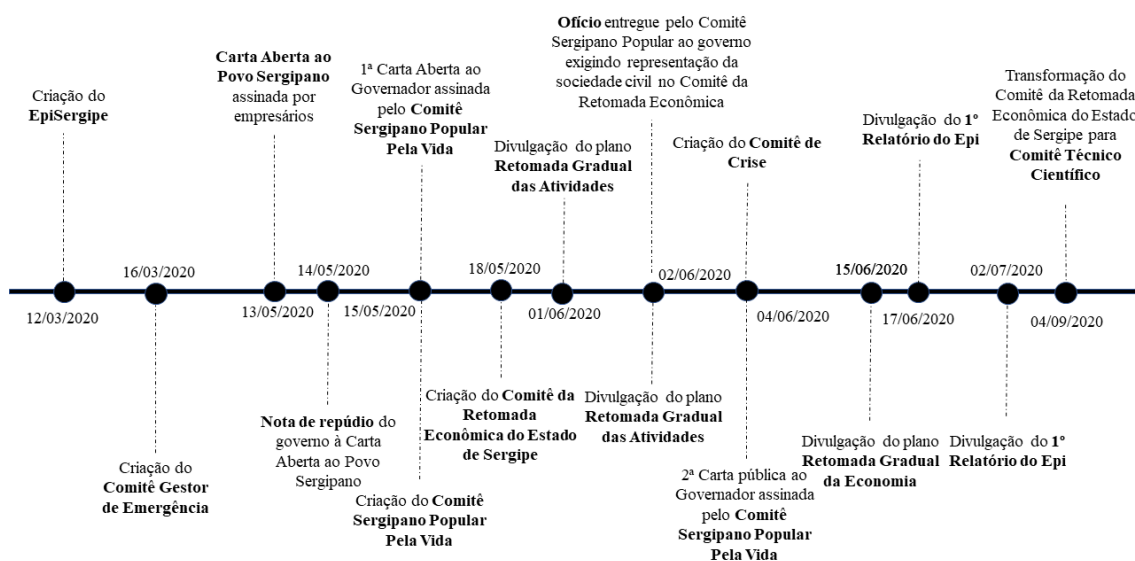 Ofício entregue pelo Comitê
Sergipano Popular ao governo
exigindo representação da
sociedade civil no Comitê da
Retomada Econômica
Carta Aberta ao
Povo Sergipano
assinada por
empresários
1ª Carta Aberta ao
Governador assinada
pelo Comitê
Sergipano Popular
Pela Vida
Transformação do
Comitê da Retomada
Econômica do Estado
de Sergipe para
Comitê Técnico
Científico
Criação do
EpiSergipe
Divulgação do plano
Retomada Gradual
das Atividades
Criação do Comitê de
Crise
Divulgação do 1º
Relatório do Epi
16/03/2020
14/05/2020
18/05/2020
02/06/2020
15/06/2020
02/07/2020
12/03/2020
13/05/2020
15/05/2020
01/06/2020
04/06/2020
17/06/2020
04/09/2020
Criação do
Comitê Gestor
de Emergência
Nota de repúdio do
governo à Carta
Aberta ao Povo
Sergipano
Criação do Comitê
Sergipano Popular
Pela Vida
Criação do Comitê da
Retomada
Econômica do Estado
de Sergipe
Divulgação do plano
Retomada Gradual
das Atividades
2ª Carta pública ao
Governador assinada
pelo Comitê
Sergipano Popular
Pela Vida
Divulgação do plano
Retomada Gradual
da Economia
Divulgação do 1º
Relatório do Epi